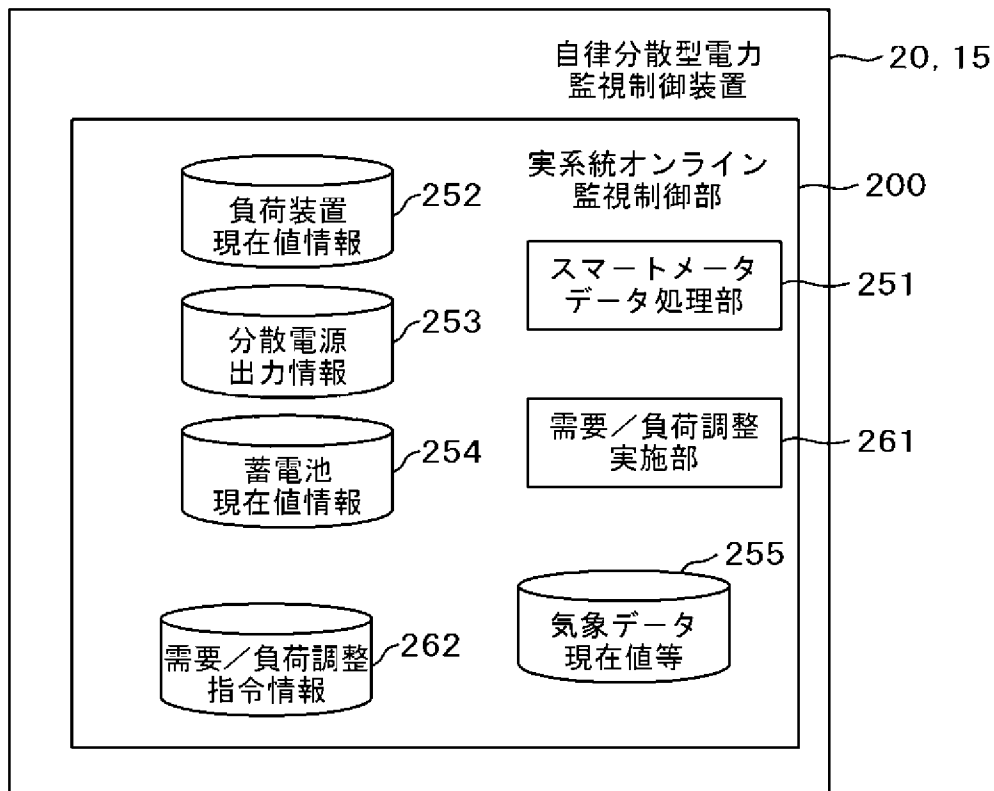 自律分散型電力
監視制御装置
20, 15
実系統オンライン
監視制御部
200
負荷装置
現在値情報
252
スマートメータ
データ処理部
251
分散電源
出力情報
253
蓄電池
現在値情報
254
需要／負荷調整
実施部
261
気象データ
現在値等
255
需要／負荷調整
指令情報
262